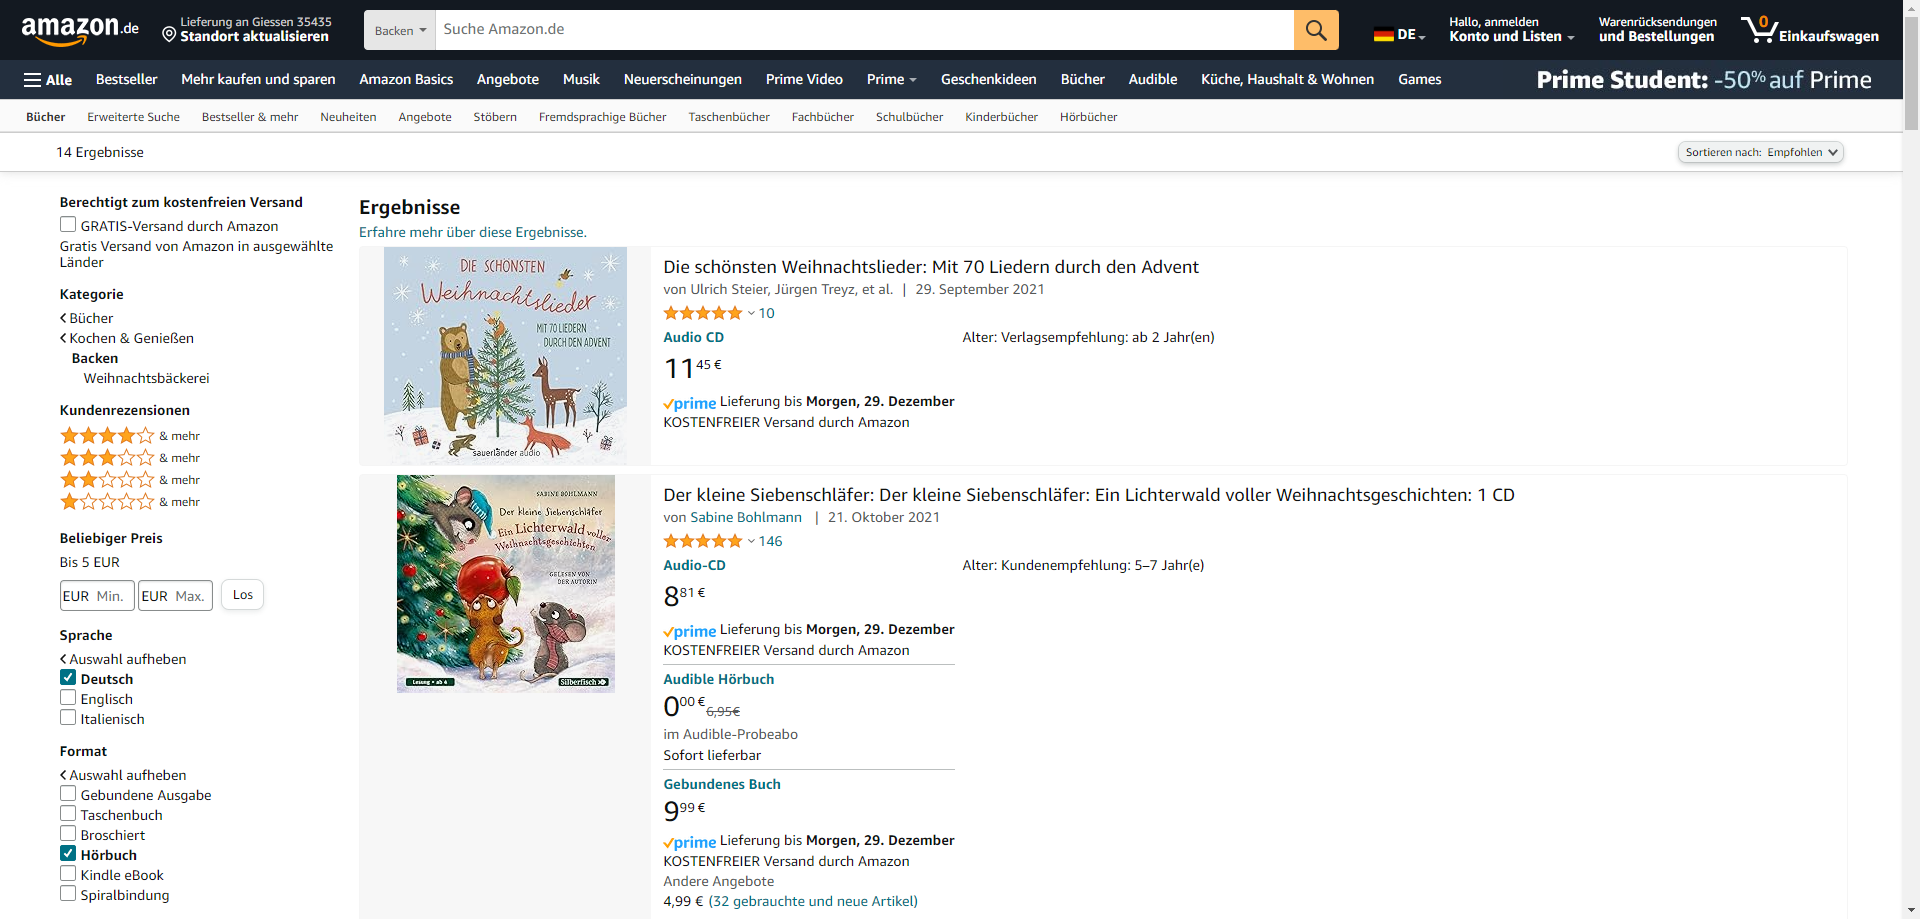 amazon.de
Lieferung an Giessen 35435
Standort aktualisieren
Backen
Suche Amazon.de
DE
Hallo, anmelden
Konto und Listen
Warenrücksendungen
und Bestellungen
0
Einkaufswagen
Alle
Bestseller
Mehr kaufen und sparen
Amazon Basics
Angebote
Musik
Neuerscheinungen
Prime Video
Prime
Geschenkideen
Bücher
Audible
Küche, Haushalt & Wohnen
Games
Prime Student: -50% auf Prime
Bücher
Erweiterte Suche
Bestseller & mehr
Neuheiten
Angebote
Stöbern
Fremdsprachige Bücher
Taschenbücher
Fachbücher
Schulbücher
Kinderbücher
Hörbücher
14 Ergebnisse
Sortieren nach: Empfohlen
Berechtigt zum kostenfreien Versand
GRATIS-Versand durch Amazon
Gratis Versand von Amazon in ausgewählte
Länder
Kategorie
Bücher
Kochen & Genießen
Backen
Weihnachtsbäckerei
Kundenrezensionen
& mehr
& mehr
& mehr
& mehr
Beliebiger Preis
Bis 5 EUR
EUR Min.
EUR Max.
Los
Sprache
Auswahl aufheben
Deutsch
Englisch
Italienisch
Format
Auswahl aufheben
Gebundene Ausgabe
Taschenbuch
Broschiert
Hörbuch
Kindle eBook
Spiralbindung
Ergebnisse
Erfahre mehr über diese Ergebnisse.
DIE SCHÖNSTEN
Weihnachtslieder
MIT 70 LIEDERN
DURCH DEN ADVENT
sauerländer audio
Die schönsten Weihnachtslieder: Mit 70 Liedern durch den Advent
von Ulrich Steier, Jürgen Treyz, et al. | 29. September 2021
10
Audio CD
Alter: Verlagsempfehlung: ab 2 Jahr(en)
11 45 €
prime Lieferung bis Morgen, 29. Dezember
KOSTENFREIER Versand durch Amazon
SABINE BOHLMANN
Der kleine Siebenschläfer
Ein Lichterwald voller
Weihnachtsgeschichten
GELESEN VON
DER AUTORIN
Lesung • ab 4
Silberfisch
Der kleine Siebenschläfer: Der kleine Siebenschläfer: Ein Lichterwald voller Weihnachtsgeschichten: 1 CD
von Sabine Bohlmann | 21. Oktober 2021
146
Audio-CD
Alter: Kundenempfehlung: 5–7 Jahr(e)
8 81 €
prime Lieferung bis Morgen, 29. Dezember
KOSTENFREIER Versand durch Amazon
Audible Hörbuch
0 00 € 6,95€
im Audible-Probeabo
Sofort lieferbar
Gebundenes Buch
9 99 €
prime Lieferung bis Morgen, 29. Dezember
KOSTENFREIER Versand durch Amazon
Andere Angebote
4,99 € (32 gebrauchte und neue Artikel)